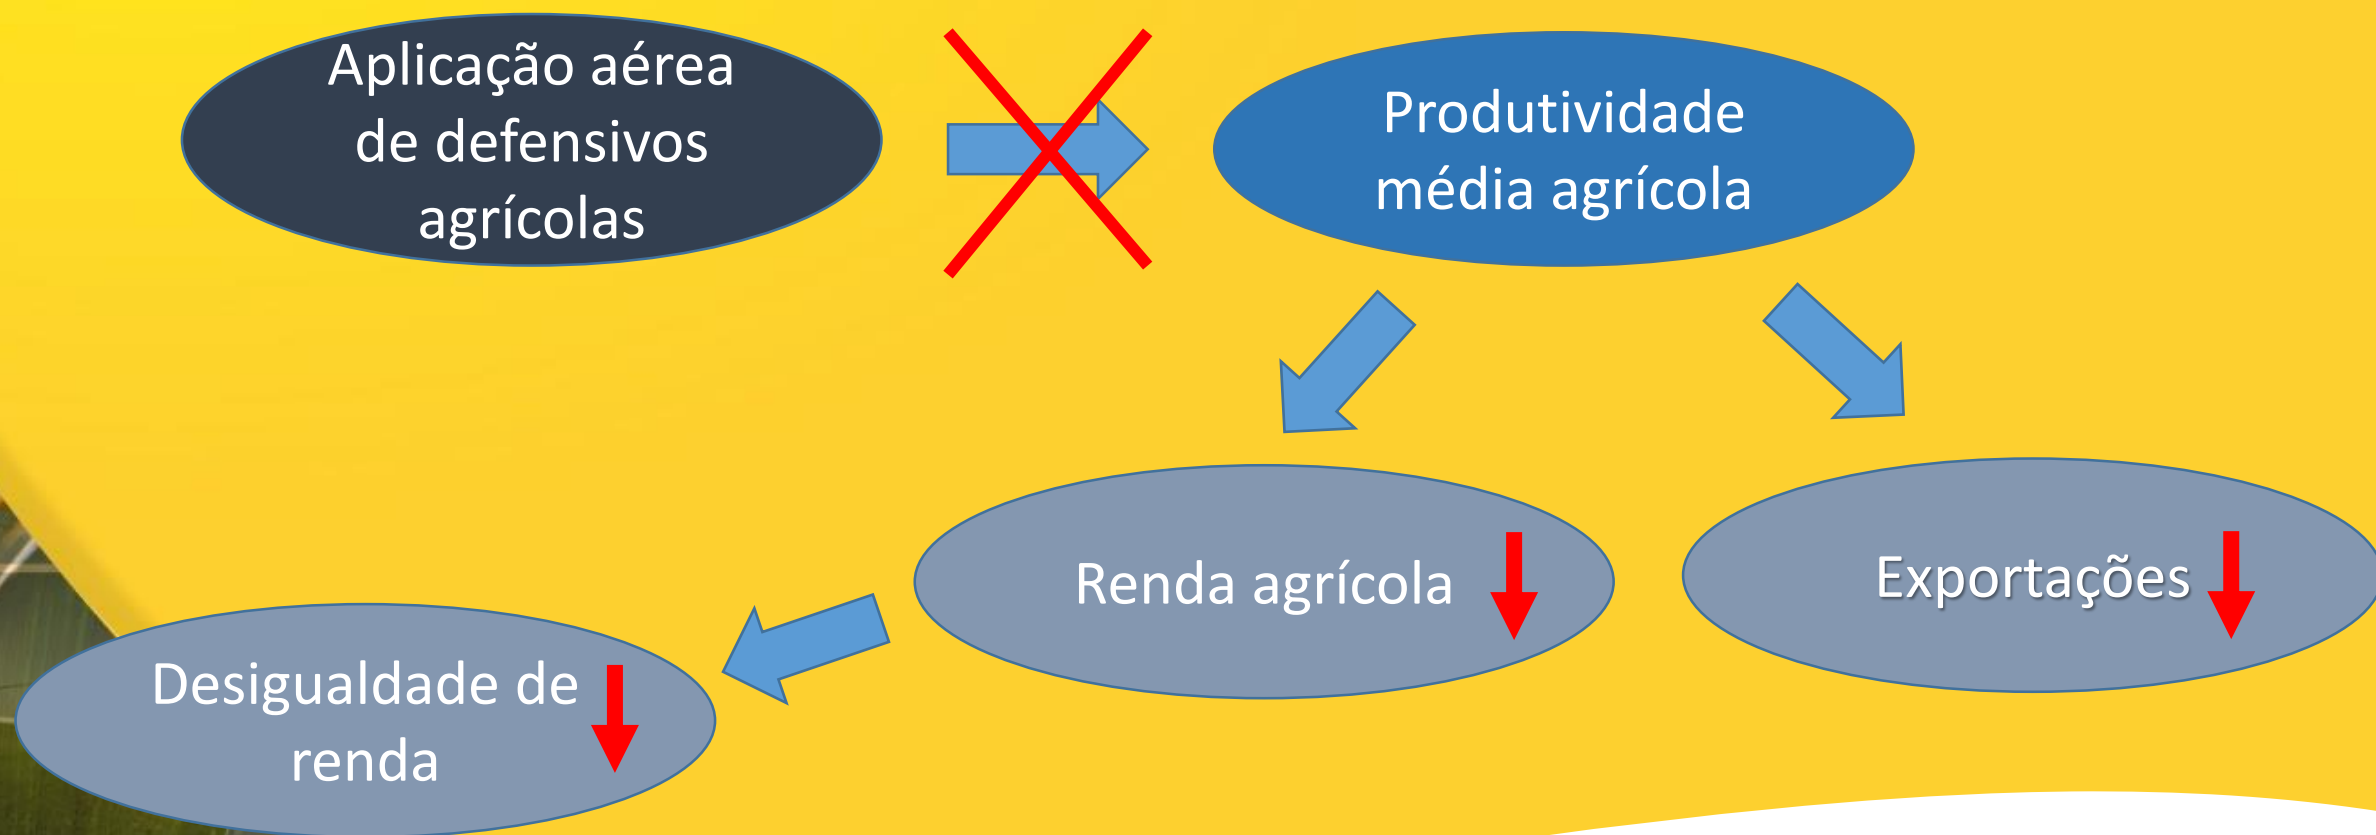 Aplicação aérea
de defensivos
agrícolas
Produtividade
média agrícola
Renda agrícola
Exportações
Desigualdade de
renda